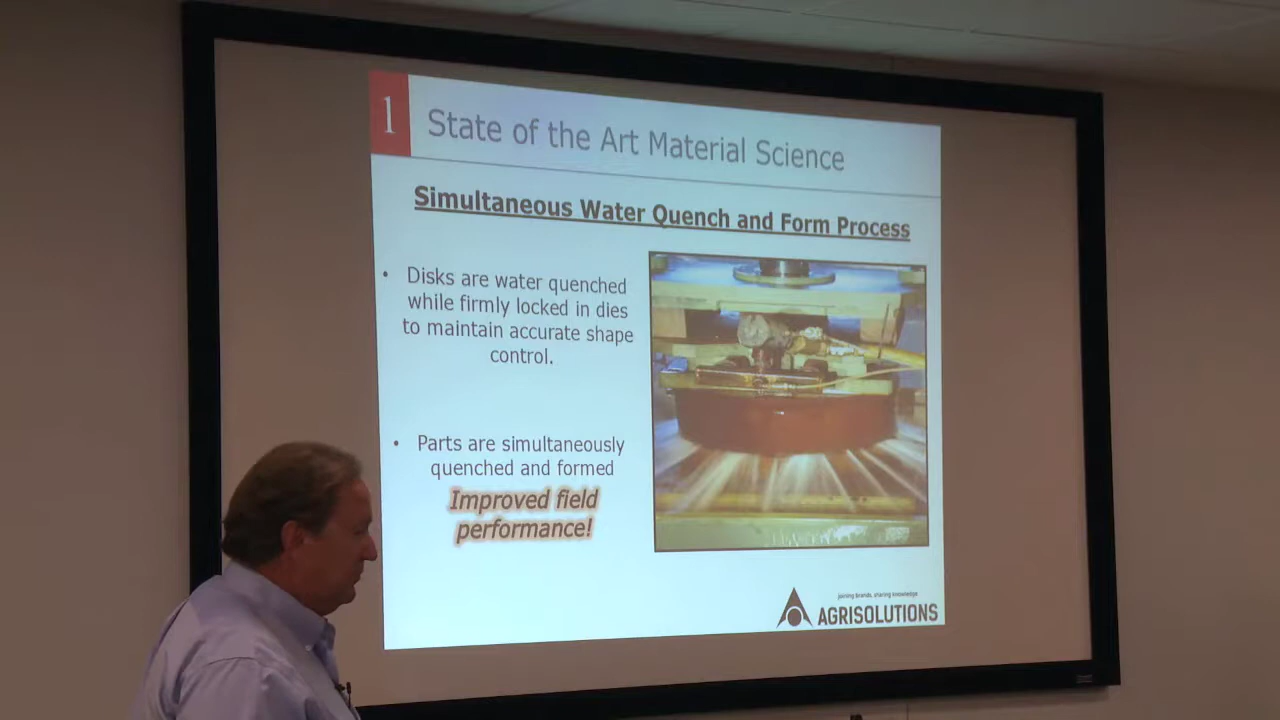 1
State of the Art Material Science
Simultaneous Water Quench and Form Process
• Disks are water quenched
while firmly locked in dies
to maintain accurate shape
control.
• Parts are simultaneously
quenched and formed
Improved field
performance!
joining brands, sharing knowledge
AGRISOLUTIONS